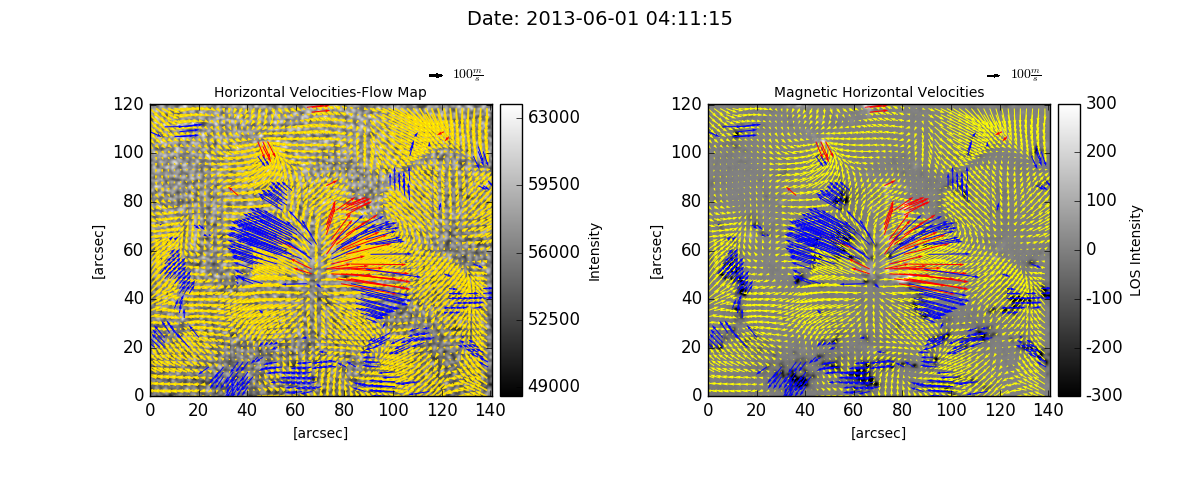 Date: 2013-06-01 04:11:15
100 m/s
100 m/s
Horizontal Velocities-Flow Map
Magnetic Horizontal Velocities
120
100
80
60
40
20
0
[arcsec]
0 20 40 60 80 100 120 140
[arcsec]
63000
59500
56000
52500
49000
Intensity
120
100
80
60
40
20
0
[arcsec]
0 20 40 60 80 100 120 140
[arcsec]
300
200
100
0
-100
-200
-300
LOS Intensity